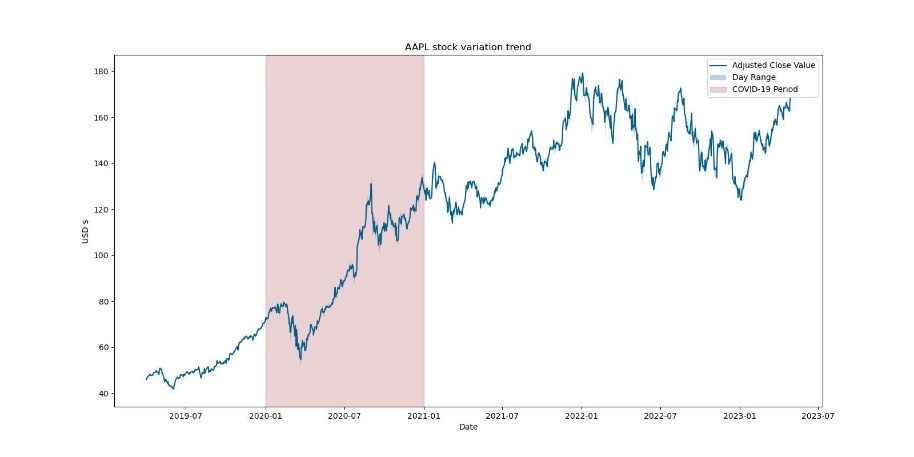 AAPL stock variation trend
Adjusted Close Value
Day Range
COVID-19 Period
180
160
140
120
100
80
60
40
USD $
2019-07
2020-01
2020-07
2021-01
2021-07
2022-01
2022-07
2023-01
2023-07
Date